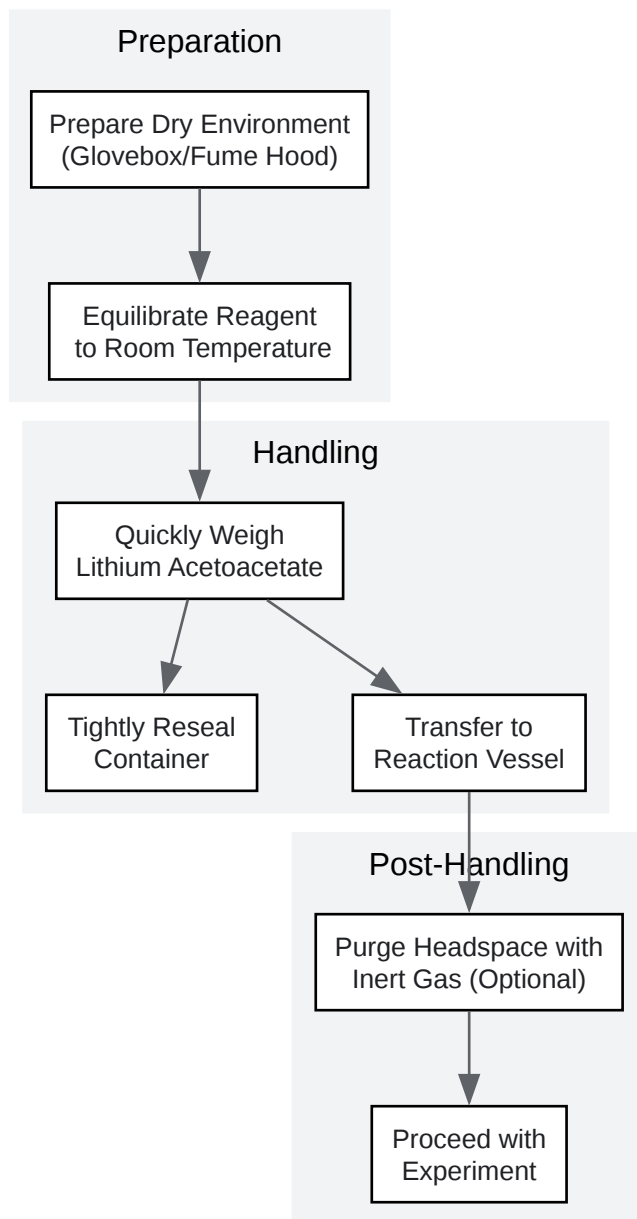 Preparation
Prepare Dry Environment
(Glovebox/Fume Hood)
Equilibrate Reagent
to Room Temperature
Handling
Quickly Weigh
Lithium Acetoacetate
Tightly Reseal
Container
Transfer to
Reaction Vessel
Post-Handling
Purge Headspace with
Inert Gas (Optional)
Proceed with
Experiment